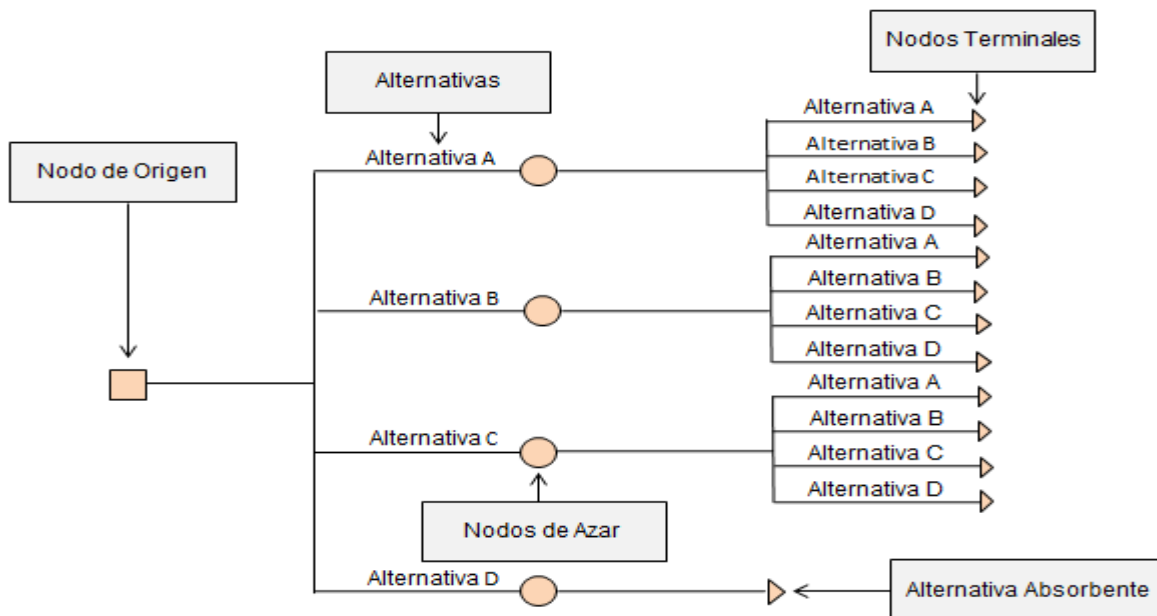 Nodos Terminales
Alternativas
Nodo de Origen
Alternativa A
Alternativa A
Alternativa B
Alternativa C
Alternativa D
Alternativa B
Alternativa A
Alternativa B
Alternativa C
Alternativa D
Alternativa C
Alternativa A
Alternativa B
Alternativa C
Alternativa D
Nodos de Azar
Alternativa D
Alternativa Absorbente